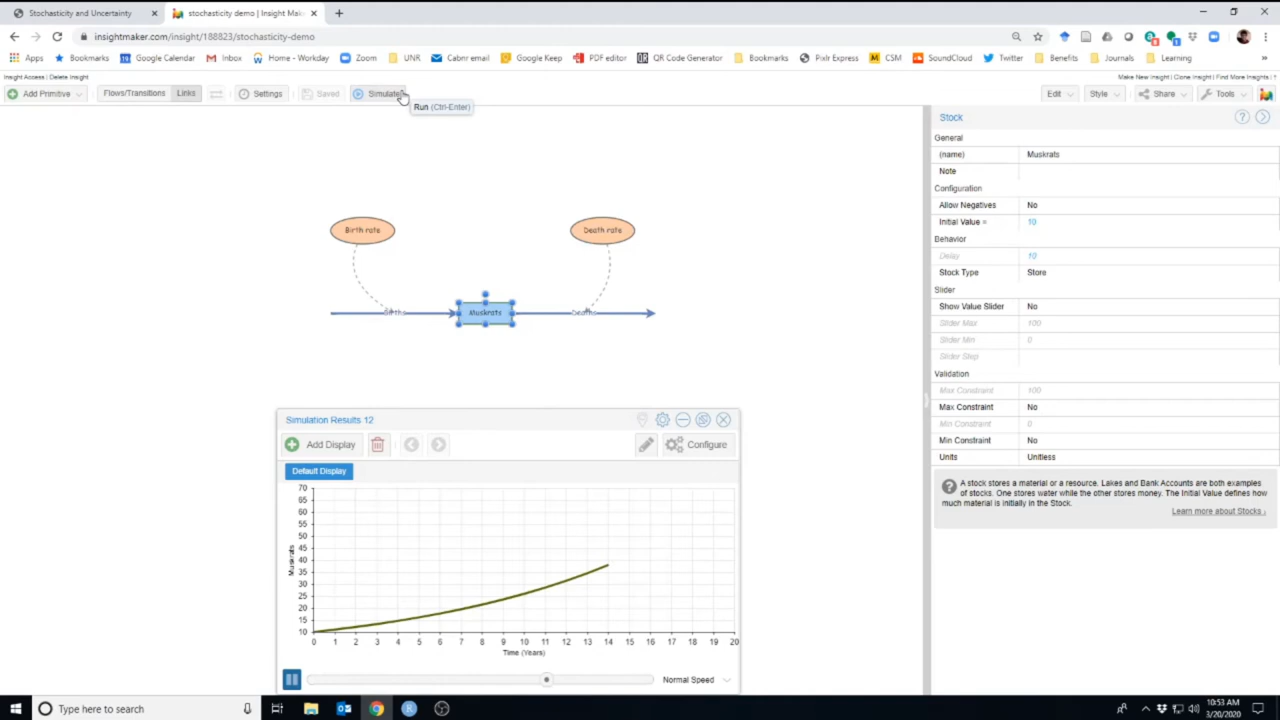 Stochasticity and Uncertainty
stochasticity demo | Insight Mak
insightmaker.com/insight/188823/stochasticity-demo
Apps Bookmarks Google Calendar Inbox Home - Workday Zoom UNR Cabnr email Google Keep PDF editor QR Code Generator Bookmarks Pixlr Express CSM SoundCloud Twitter Benefits Journals Learning »
Insight Access | Delete Insight
Make New Insight | Clone Insight | Find More Insights | ?
Add Primitive Flows/Transitions Links Settings Saved Simulate Edit Style Share Tools
Run (Ctrl-Enter)
Stock
General
(name) Muskrats
Note
Configuration
Allow Negatives No
Initial Value = 10
Behavior
Delay 10
Stock Type Store
Slider
Show Value Slider No
Slider Max 100
Slider Min 0
Slider Step
Validation
Max Constraint 100
Max Constraint No
Min Constraint 0
Min Constraint No
Units Unitless
A stock stores a material or a resource. Lakes and Bank Accounts are both examples
of stocks. One stores water while the other stores money. The Initial Value defines how
much material is initially in the Stock.
Learn more about Stocks ›
Birth rate
Death rate
Births
Muskrats
Deaths
Simulation Results 12
Add Display
Configure
Default Display
70
65
60
55
50
45
40
35
30
25
20
15
10
Muskrats
0 1 2 3 4 5 6 7 8 9 10 11 12 13 14 15 16 17 18 19 20
Time (Years)
Normal Speed
Type here to search
10:53 AM
3/20/2020